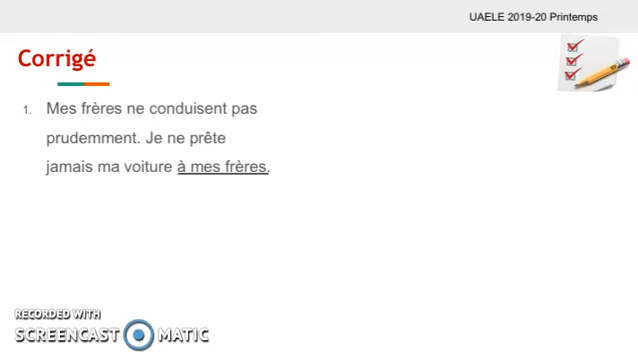 UAELE 2019-20 Printemps
Corrigé
1. Mes frères ne conduisent pas
prudemment. Je ne prête
jamais ma voiture à mes frères.
RECORDED WITH
SCREENCAST MATIC